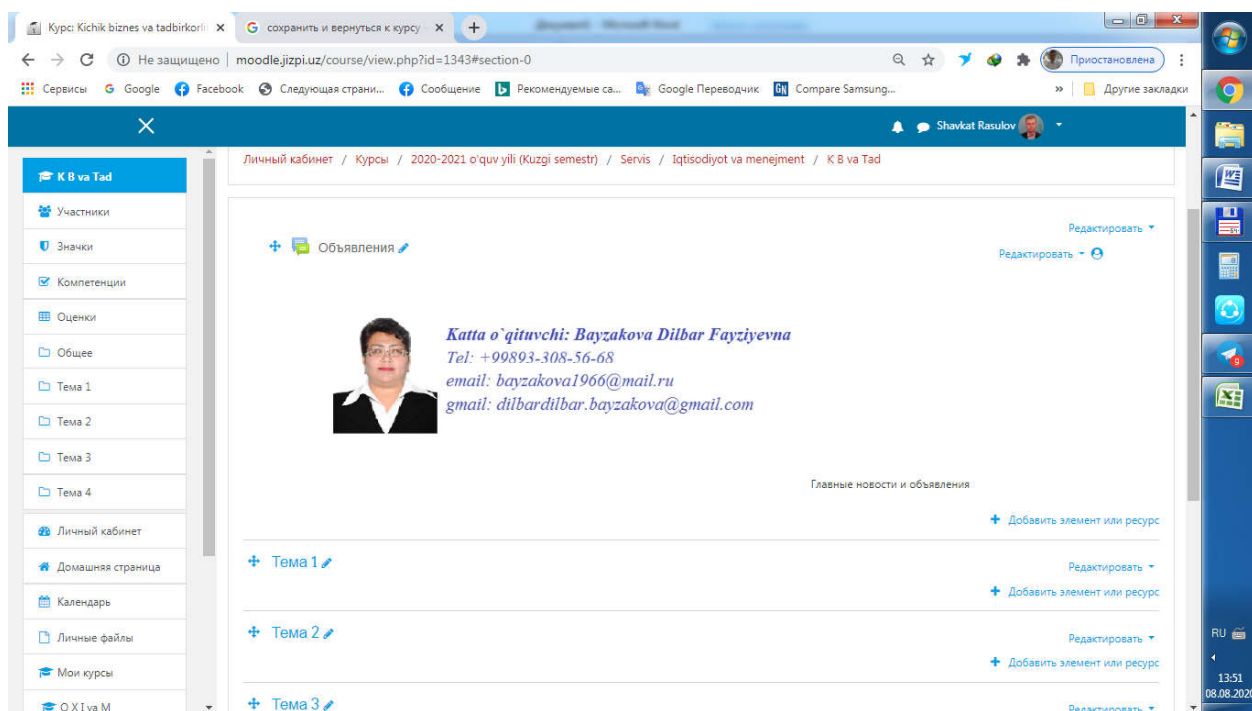 Курс: Kichik biznes va tadbirkorli
сохранить и вернуться к курсу
Не защищено
moodle.jizpi.uz/course/view.php?id=1343#section-0
Приостановлена
Сервисы
Google
Facebook
Следующая страни...
Сообщение
Рекомендуемые са...
Google Переводчик
GN
Compare Samsung...
»
Другие закладки
Shavkat Rasulov
Личный кабинет / Курсы / 2020-2021 o'quv yili (Kuzgi semestr) / Servis / Iqtisodiyot va menejment / K B va Tad
K B va Tad
Участники
Значки
Компетенции
Оценки
Общее
Тема 1
Тема 2
Тема 3
Тема 4
Личный кабинет
Домашняя страница
Календарь
Личные файлы
Мои курсы
O X I va M
Редактировать
Объявления
Редактировать
Katta o`qituvchi: Bayzakova Dilbar Fayziyevna
Tel: +99893-308-56-68
email: bayzakova1966@mail.ru
gmail: dilbardilbar.bayzakova@gmail.com
Главные новости и объявления
Добавить элемент или ресурс
Тема 1
Редактировать
Добавить элемент или ресурс
Тема 2
Редактировать
Добавить элемент или ресурс
Тема 3
Редактировать
9
RU
13:51
08.08.2020